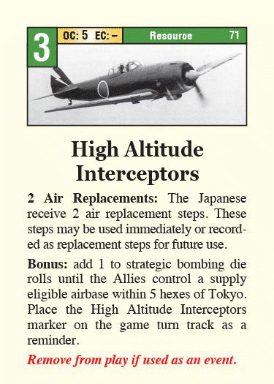 3 OC: 5 EC: – Resource 71
High Altitude
Interceptors
2 Air Replacements: The Japanese
receive 2 air replacement steps. These
steps may be used immediately or record-
ed as replacement steps for future use.
Bonus: add 1 to strategic bombing die
rolls until the Allies control a supply
eligible airbase within 5 hexes of Tokyo.
Place the High Altitude Interceptors
marker on the game turn track as a
reminder.
Remove from play if used as an event.